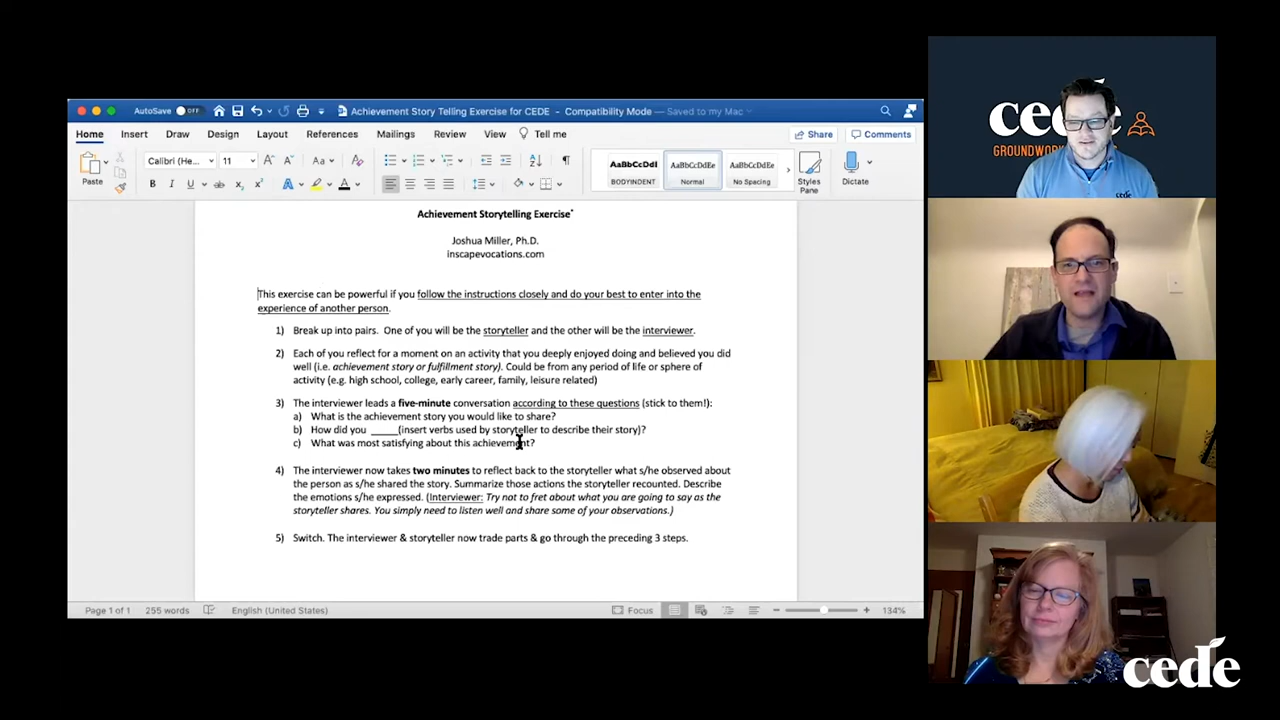 AutoSave OFF
Achievement Story Telling Exercise for CEDE - Compatibility Mode — Saved to my Mac
Home Insert Draw Design Layout References Mailings Review View Tell me Share Comments
Paste
Calibri (He... 11
AaBbCcDdI AaBbCcDdEe AaBbCcDdEe
BODYINDENT Normal No Spacing
Styles Pane
Dictate
Achievement Storytelling Exercise*
Joshua Miller, Ph.D.
inscapevocations.com
This exercise can be powerful if you follow the instructions closely and do your best to enter into the
experience of another person.
1) Break up into pairs. One of you will be the storyteller and the other will be the interviewer.
2) Each of you reflect for a moment on an activity that you deeply enjoyed doing and believed you did
well (i.e. achievement story or fulfillment story). Could be from any period of life or sphere of
activity (e.g. high school, college, early career, family, leisure related)
3) The interviewer leads a five-minute conversation according to these questions (stick to them!):
a) What is the achievement story you would like to share?
b) How did you _____(insert verbs used by storyteller to describe their story)?
c) What was most satisfying about this achievement?
4) The interviewer now takes two minutes to reflect back to the storyteller what s/he observed about
the person as s/he shared the story. Summarize those actions the storyteller recounted. Describe
the emotions s/he expressed. (Interviewer: Try not to fret about what you are going to say as the
storyteller shares. You simply need to listen well and share some of your observations.)
5) Switch. The interviewer & storyteller now trade parts & go through the preceding 3 steps.
Page 1 of 1 255 words English (United States) Focus 134%
cede
cede